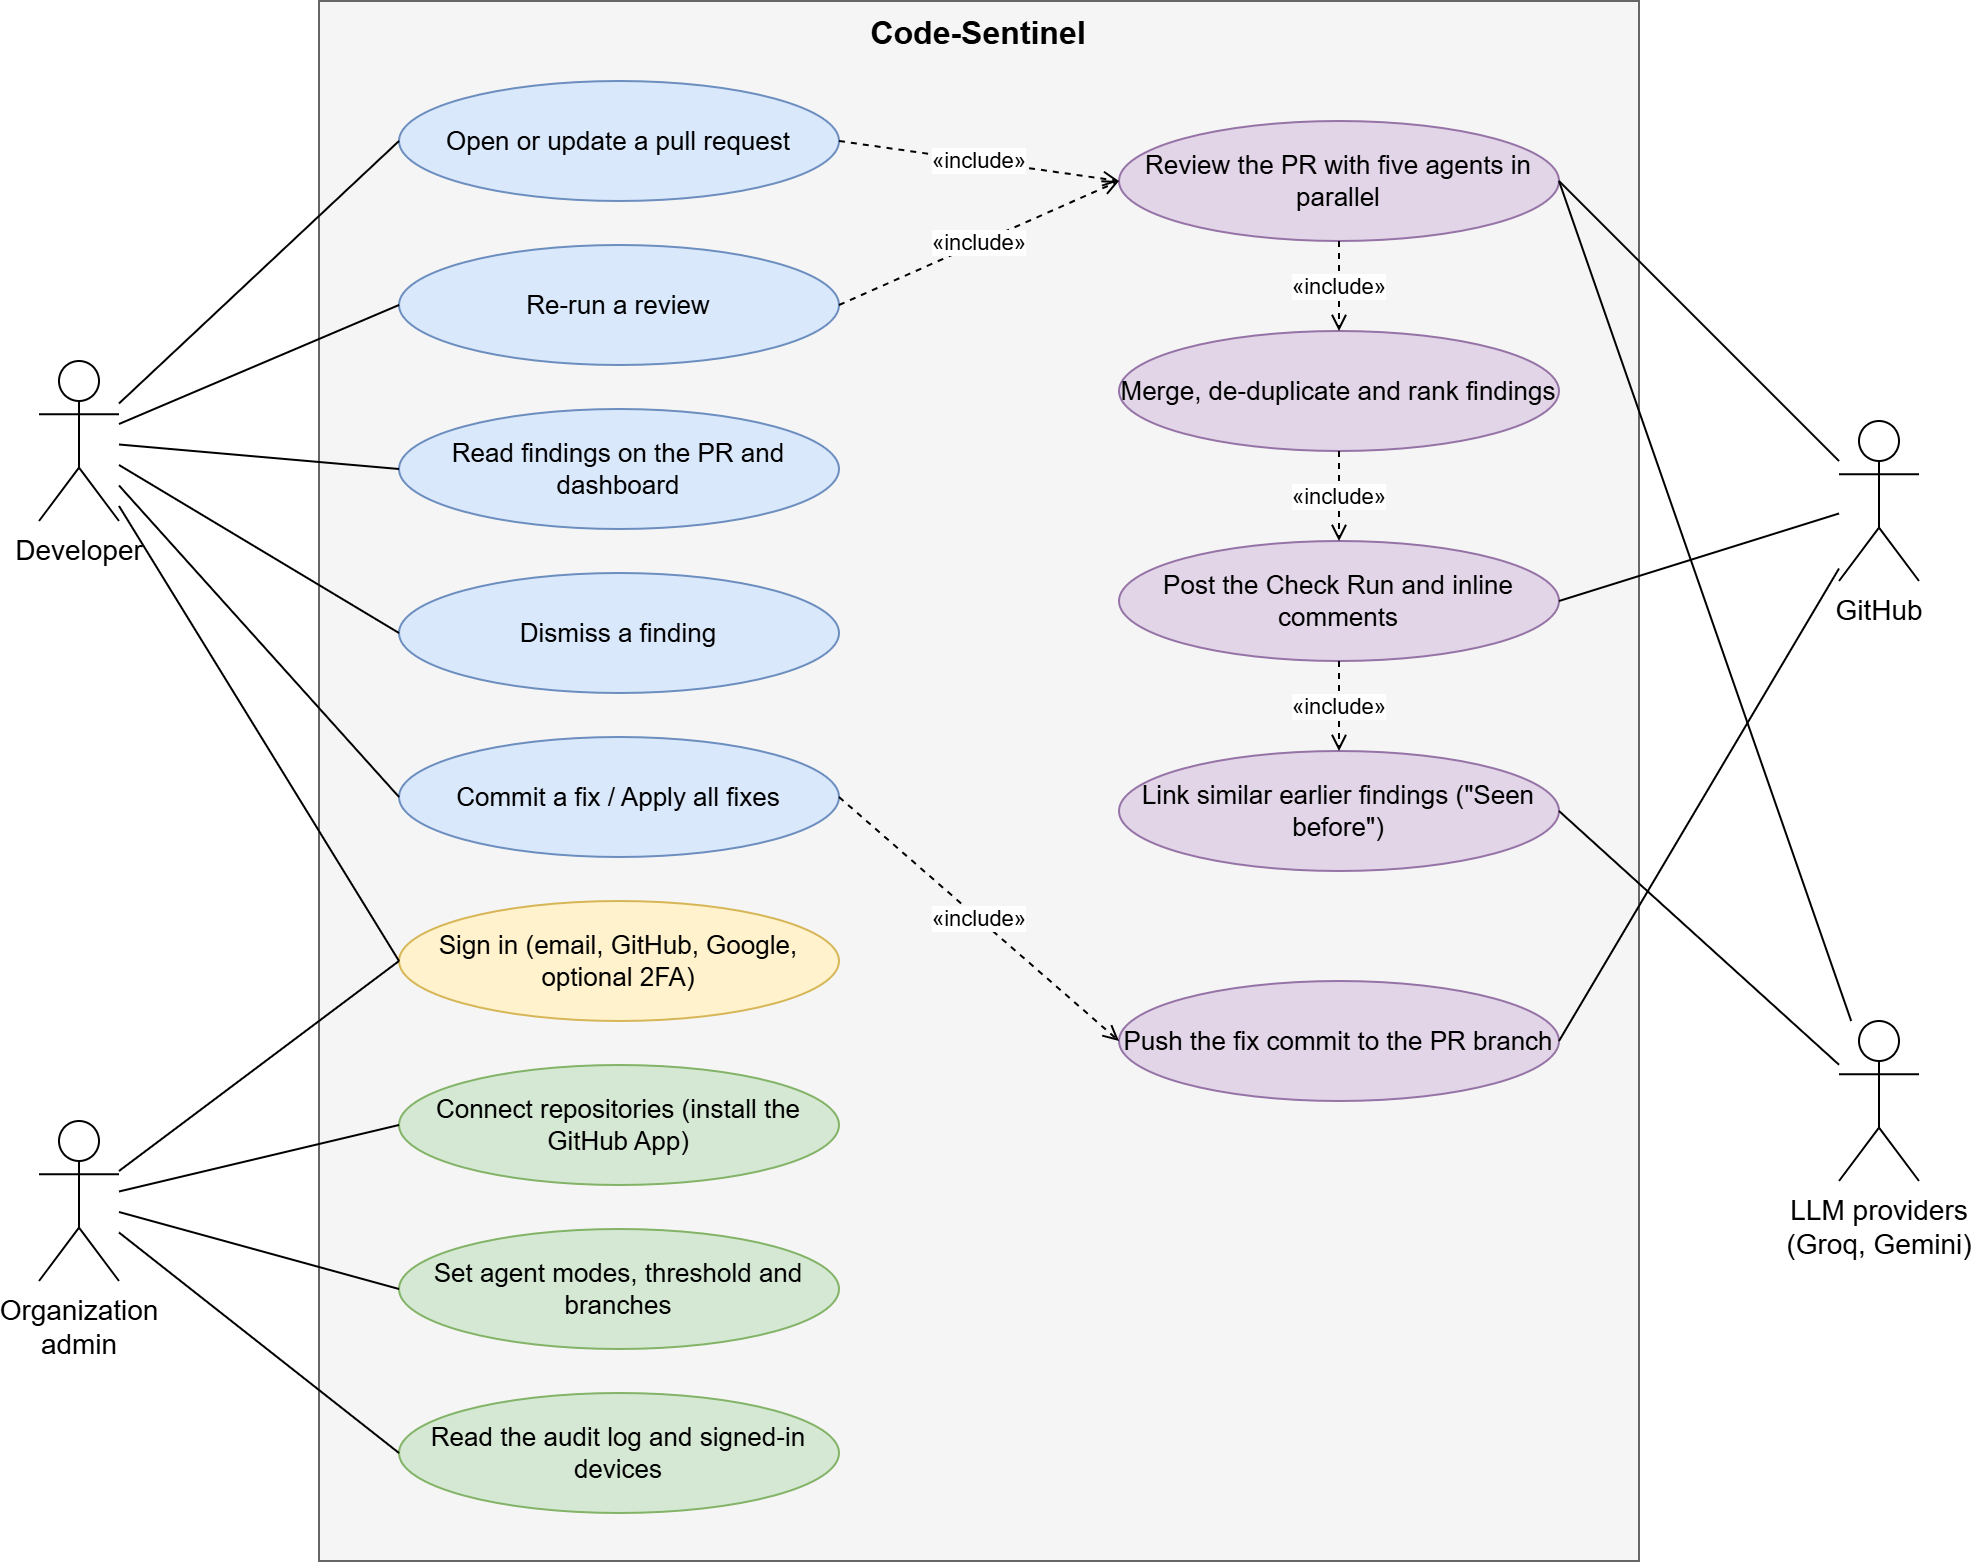 Code-Sentinel
Open or update a pull request
«include»
Review the PR with five agents in
parallel
Re-run a review
«include»
«include»
Developer
Read findings on the PR and
dashboard
Merge, de-duplicate and rank findings
«include»
Dismiss a finding
Post the Check Run and inline
comments
GitHub
«include»
Commit a fix / Apply all fixes
Link similar earlier findings ("Seen
before")
«include»
Sign in (email, GitHub, Google,
optional 2FA)
Push the fix commit to the PR branch
Connect repositories (install the
GitHub App)
LLM providers
(Groq, Gemini)
Organization
admin
Set agent modes, threshold and
branches
Read the audit log and signed-in
devices